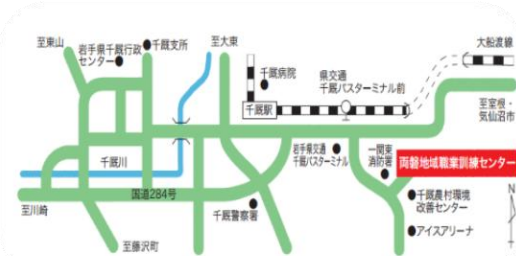 至東山
岩手県千厩行政
センター
千厩支所
至大東
千厩病院
千厩駅
県交通
千厩バスターミナル前
大船渡線
至室根・
気仙沼市
千厩川
国道284号
至川崎
至藤沢町
千厩警察署
岩手県交通
千厩バスターミナル
一関東
消防署
両磐地域職業訓練センター
千厩農村環境
改善センター
アイスアリーナ
N